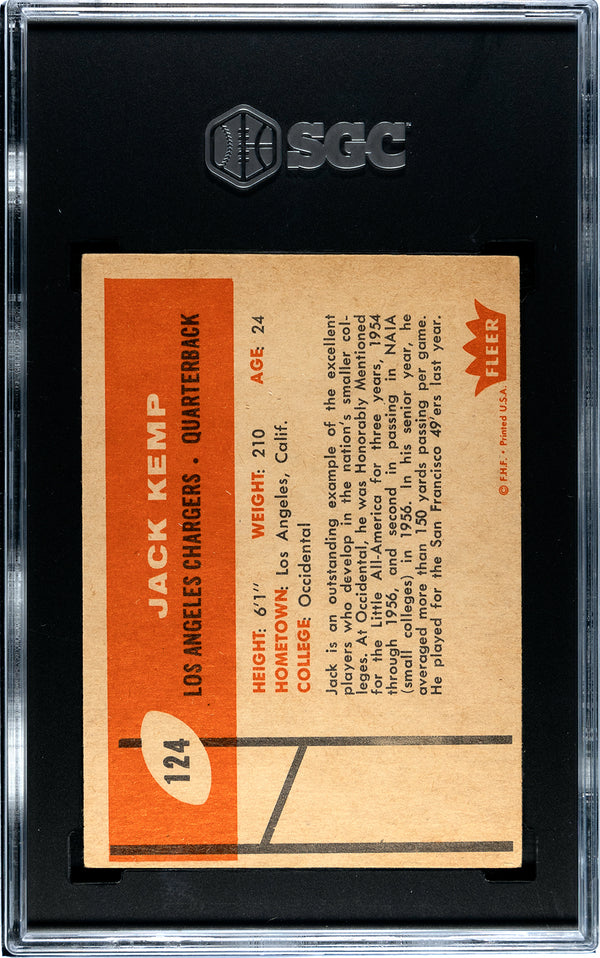 SGC
124
JACK KEMP
LOS ANGELES CHARGERS • QUARTERBACK
HEIGHT: 6'1" WEIGHT: 210 AGE: 24
HOMETOWN: Los Angeles, Calif.
COLLEGE: Occidental
Jack is an outstanding example of the excellent
players who develop in the nation's smaller col-
leges. At Occidental, he was Honorably Mentioned
for the Little All-America for three years, 1954
through 1956, and second in passing in NAIA
(small colleges) in 1956. In his senior year, he
averaged more than 150 yards passing per game.
He played for the San Francisco 49'ers last year.
FLEER
© F.H.F. • Printed U.S.A.